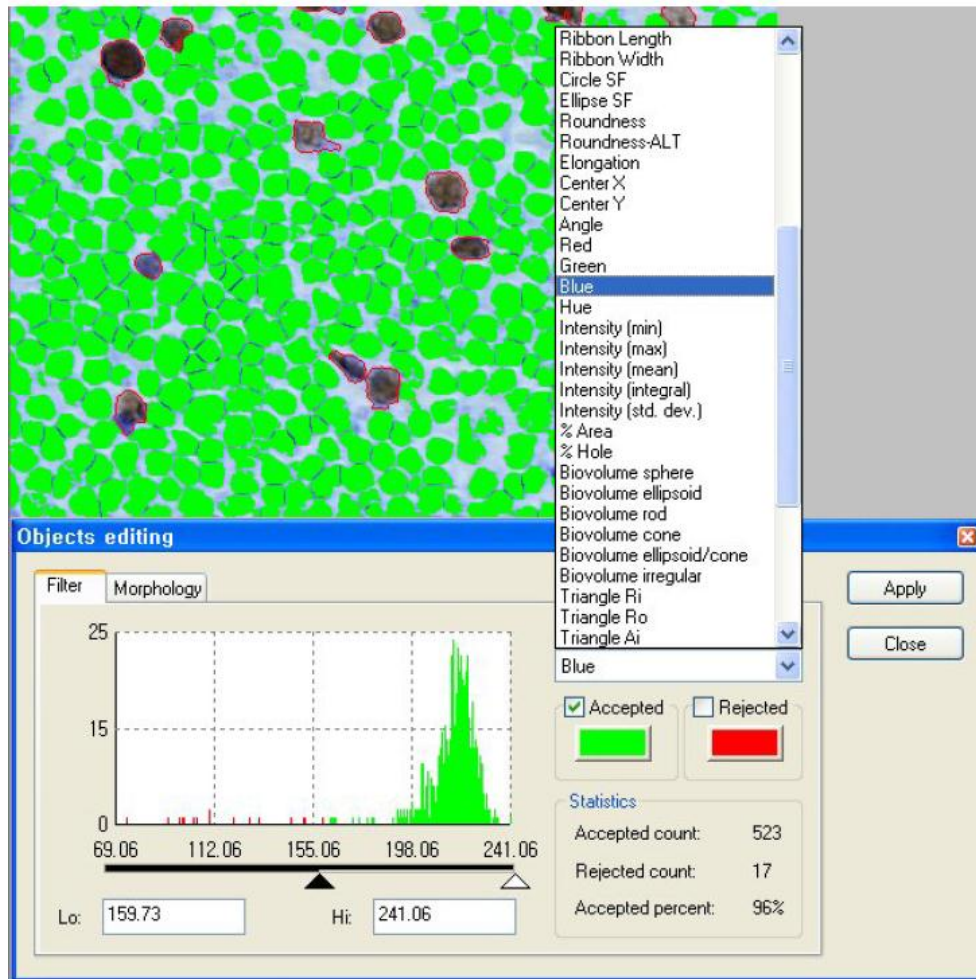 Ribbon Length
Ribbon Width
Circle SF
Ellipse SF
Roundness
Roundness-ALT
Elongation
Center X
Center Y
Angle
Red
Green
Blue
Hue
Intensity (min)
Intensity (max)
Intensity (mean)
Intensity (integral)
Intensity (std. dev.)
% Area
% Hole
Biovolume sphere
Biovolume ellipsoid
Biovolume rod
Biovolume cone
Biovolume ellipsoid/cone
Biovolume irregular
Triangle Ri
Triangle Ro
Triangle Ai
Objects editing
Filter Morphology
Apply
Close
Blue
25
15
0
69.06 112.06 155.06 198.06 241.06
Lo: 159.73 Hi: 241.06
Accepted Rejected
Statistics
Accepted count: 523
Rejected count: 17
Accepted percent: 96%